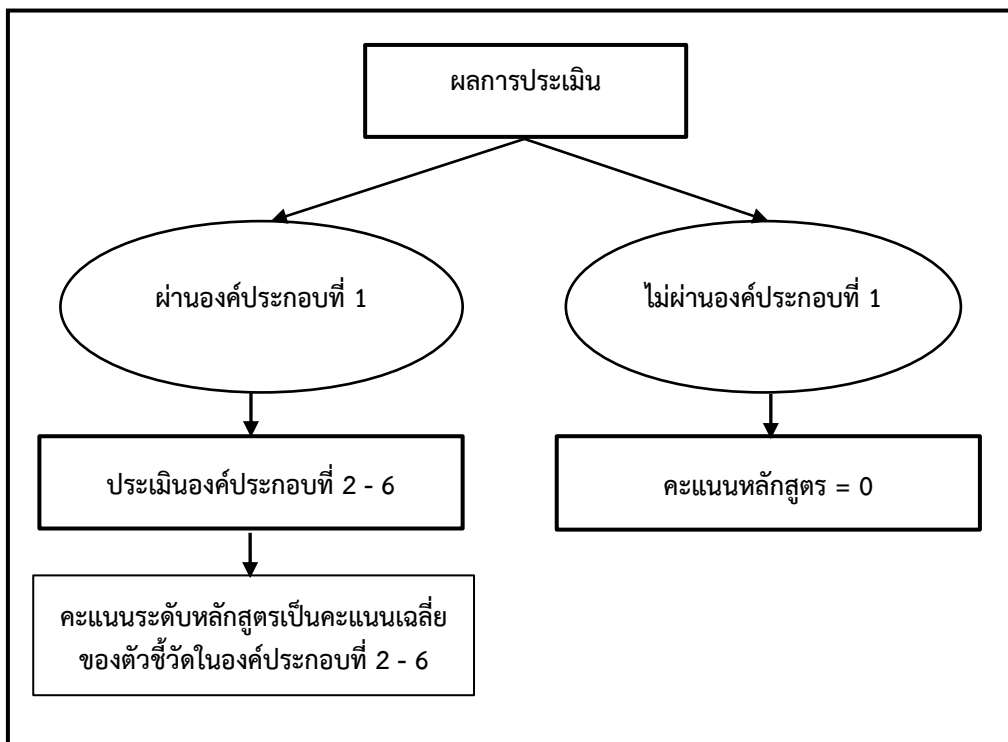 ผลการประเมิน
ผ่านองค์ประกอบที่ 1
ไม่ผ่านองค์ประกอบที่ 1
ประเมินองค์ประกอบที่ 2 - 6
คะแนนหลักสูตร = 0
คะแนนระดับหลักสูตรเป็นคะแนนเฉลี่ย
ของตัวชี้วัดในองค์ประกอบที่ 2 - 6